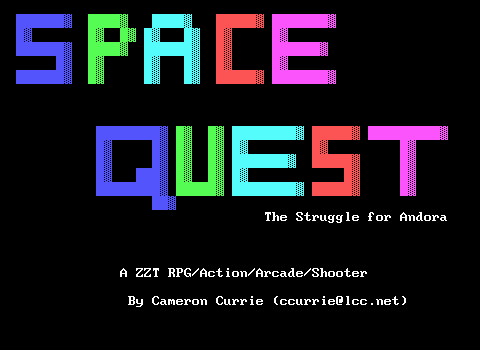 SPACE
QUEST
The Struggle for Andora
A ZZT RPG/Action/Arcade/Shooter
By Cameron Currie (ccurrie@lcc.net)